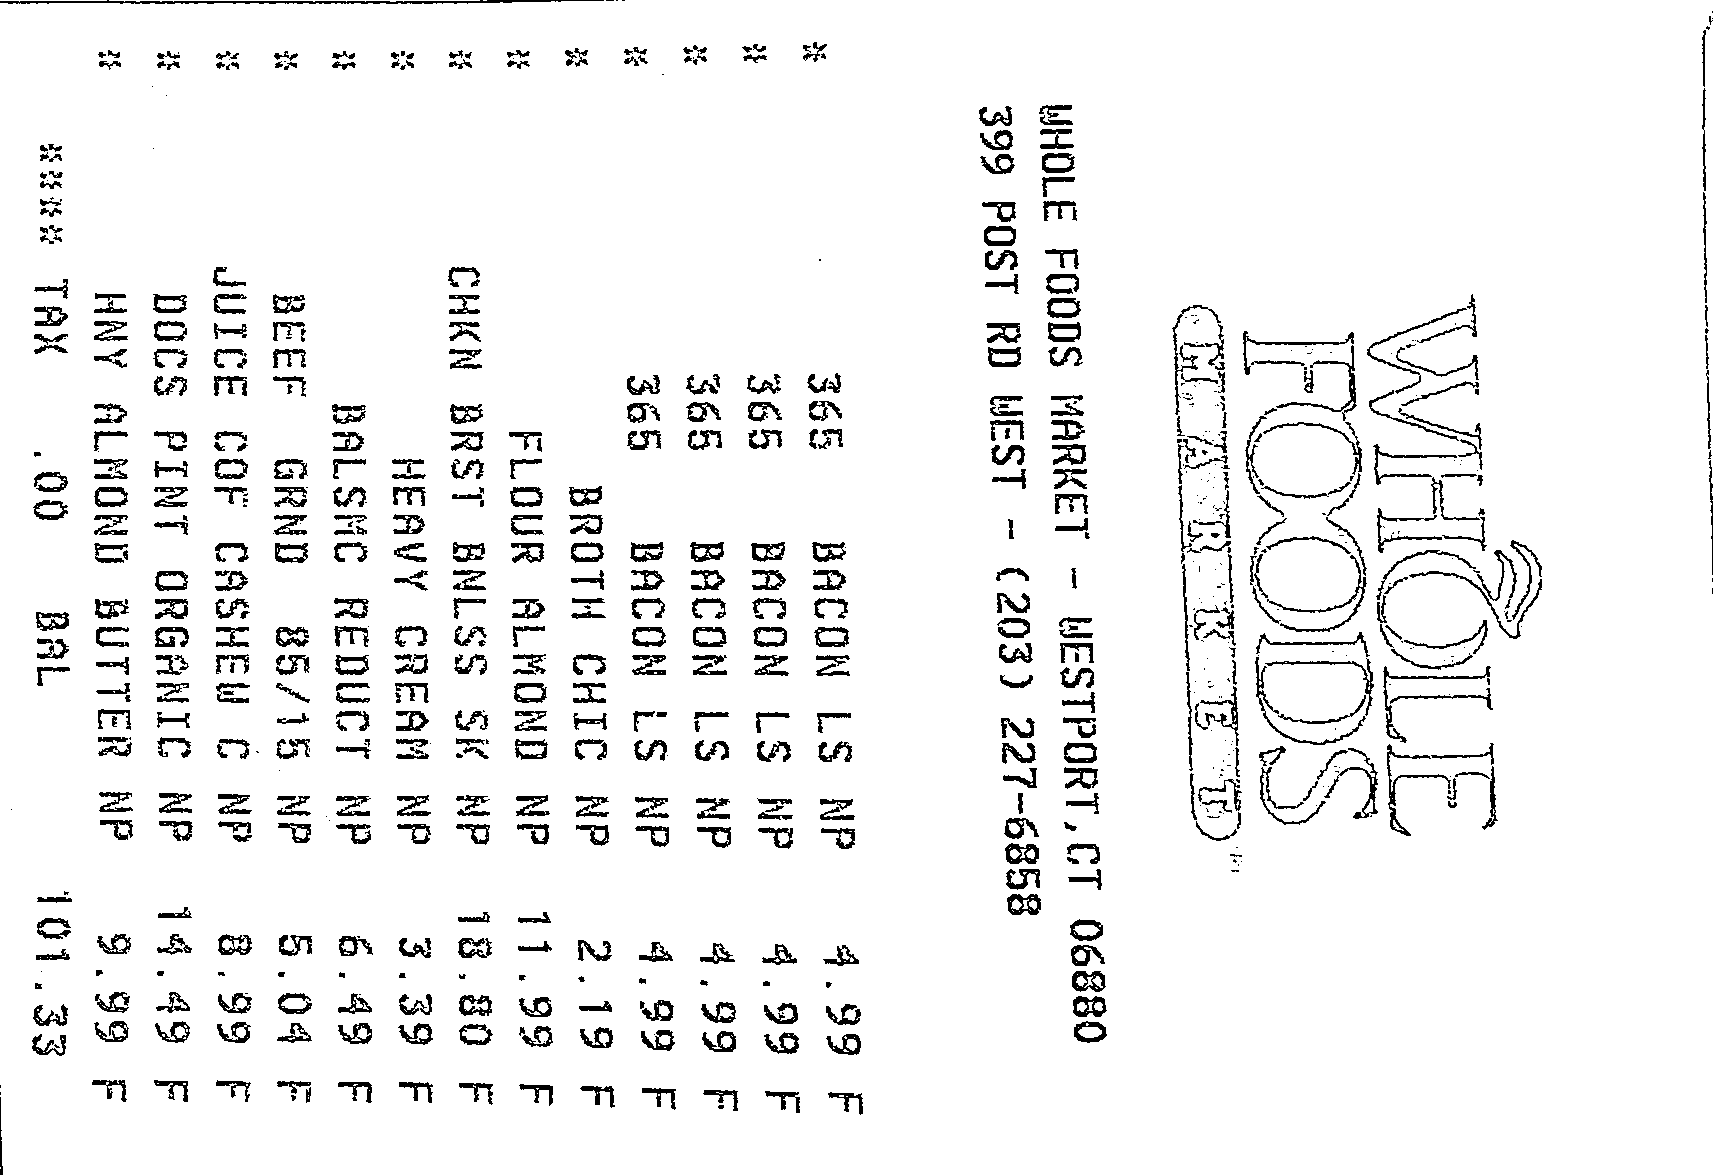 WHOLE
FOODS
MARKET
WHOLE FOODS MARKET - WESTPORT,CT 06880
399 POST RD WEST - (203) 227-6858
* 365 BACON LS NP 4.99 F
* 365 BACON LS NP 4.99 F
* 365 BACON LS NP 4.99 F
* 365 BACON LS NP 4.99 F
* BROTH CHIC NP 2.19 F
* FLOUR ALMOND NP 11.99 F
* CHKN BRST BNLSS SK NP 18.80 F
* HEAVY CREAM NP 3.39 F
* BALSMC REDUCT NP 6.49 F
* BEEF GRND 85/15 NP 5.04 F
* JUICE COF CASHEW C NP 8.99 F
* DOCS PINT ORGANIC NP 14.49 F
* HNY ALMOND BUTTER NP 9.99 F
**** TAX .00 BAL 101.33